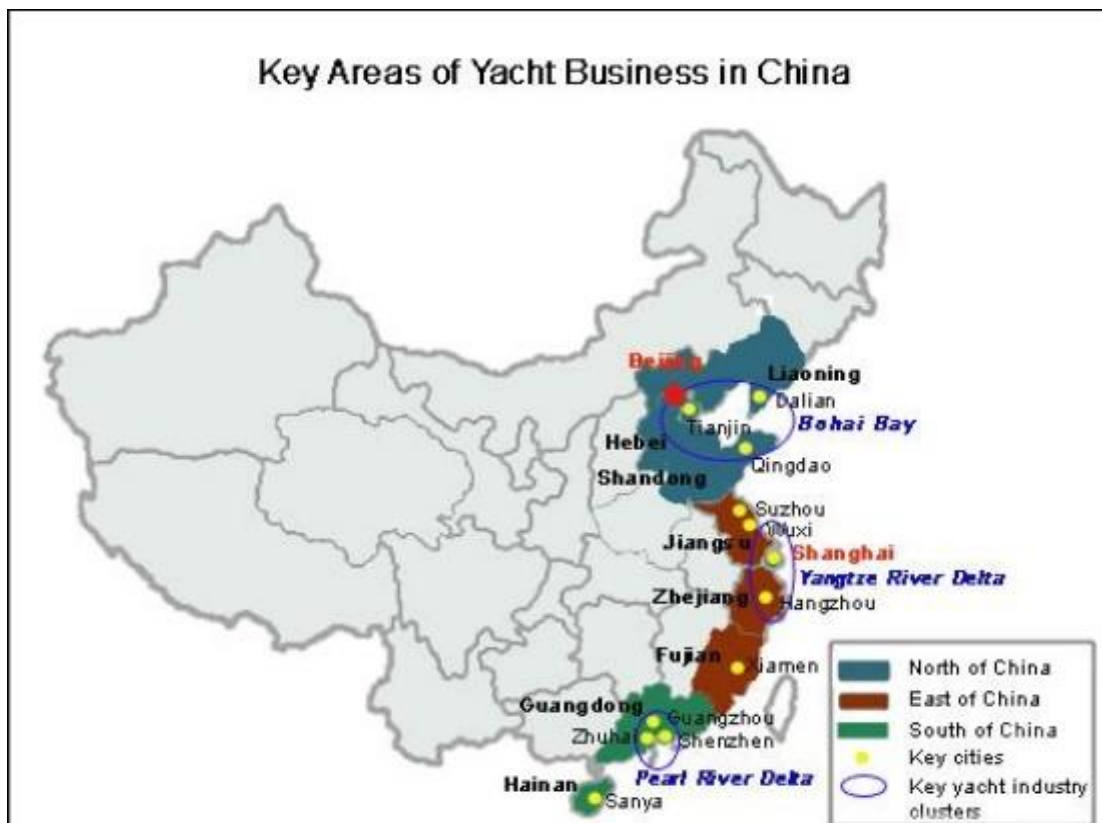 Key Areas of Yacht Business in China
Beijing
Liaoning
Dalian
Bohai Bay
Tianjin
Hebei
Qingdao
Shandong
Suzhou
Wuxi
Jiangsu
Shanghai
Yangtze River Delta
Zhejiang
Hangzhou
Fujian
Xiamen
Guangdong
Guangzhou
Zhuhai
Shenzhen
Pearl River Delta
Hainan
Sanya
North of China
East of China
South of China
Key cities
Key yacht industry
clusters